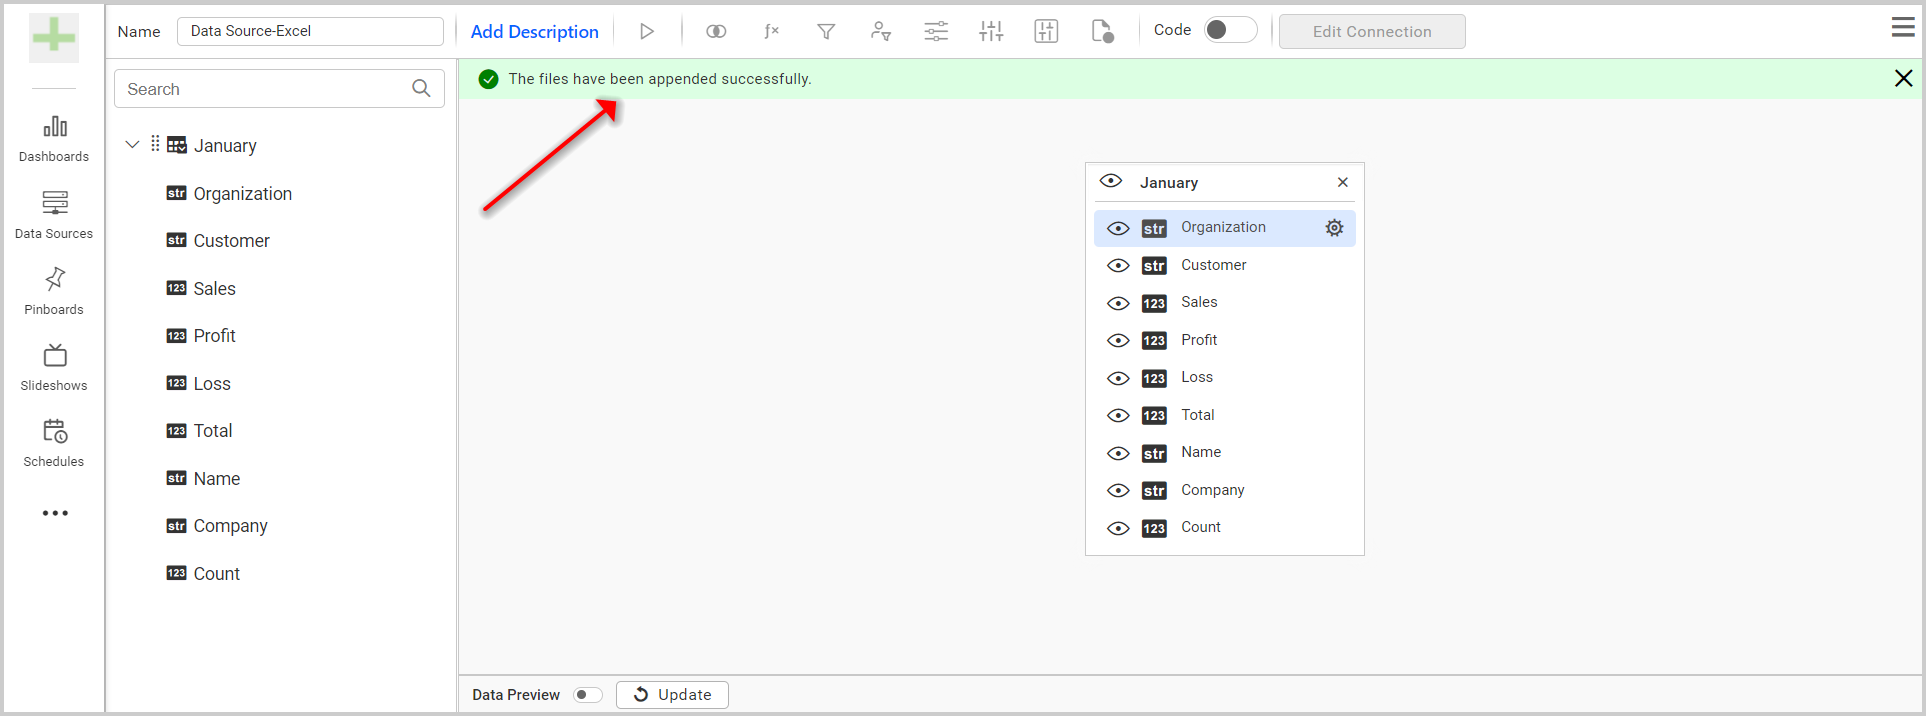 Name
Data Source-Excel
Add Description
ƒx
Code
Edit Connection
Dashboards
Data Sources
Pinboards
Slideshows
Schedules
Search
January
str Organization
str Customer
123 Sales
123 Profit
123 Loss
123 Total
str Name
str Company
123 Count
The files have been appended successfully.
January
str Organization
str Customer
123 Sales
123 Profit
123 Loss
123 Total
str Name
str Company
123 Count
Data Preview
Update